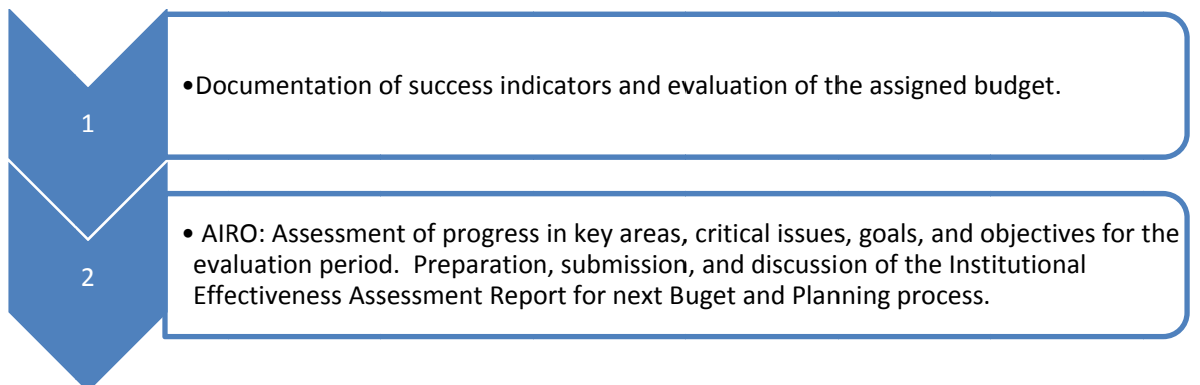 1
•Documentation of success indicators and evaluation of the assigned budget.
2
• AIRO: Assessment of progress in key areas, critical issues, goals, and objectives for the
evaluation period.  Preparation, submission, and discussion of the Institutional
Effectiveness Assessment Report for next Buget and Planning process.